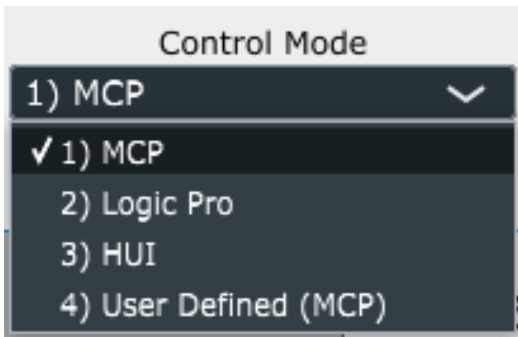 Control Mode
1) MCP
✓ 1) MCP
2) Logic Pro
3) HUI
4) User Defined (MCP)